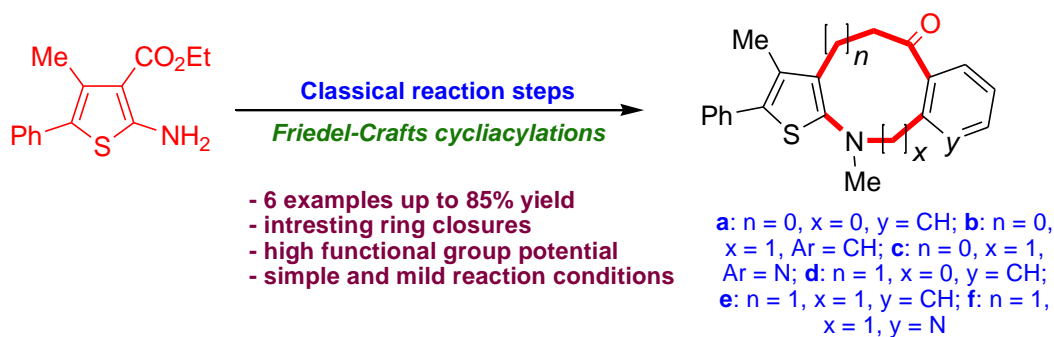 Me
CO2Et
Ph
S
NH2
Classical reaction steps
Friedel-Crafts cycliacylations
- 6 examples up to 85% yield
- intresting ring closures
- high functional group potential
- simple and mild reaction conditions
[ ]n
O
Me
Ph
S
N
[ ]x
y
Me
a: n = 0, x = 0, y = CH; b: n = 0,
x = 1, Ar = CH; c: n = 0, x = 1,
Ar = N; d: n = 1, x = 0, y = CH;
e: n = 1, x = 1, y = CH; f: n = 1,
x = 1, y = N